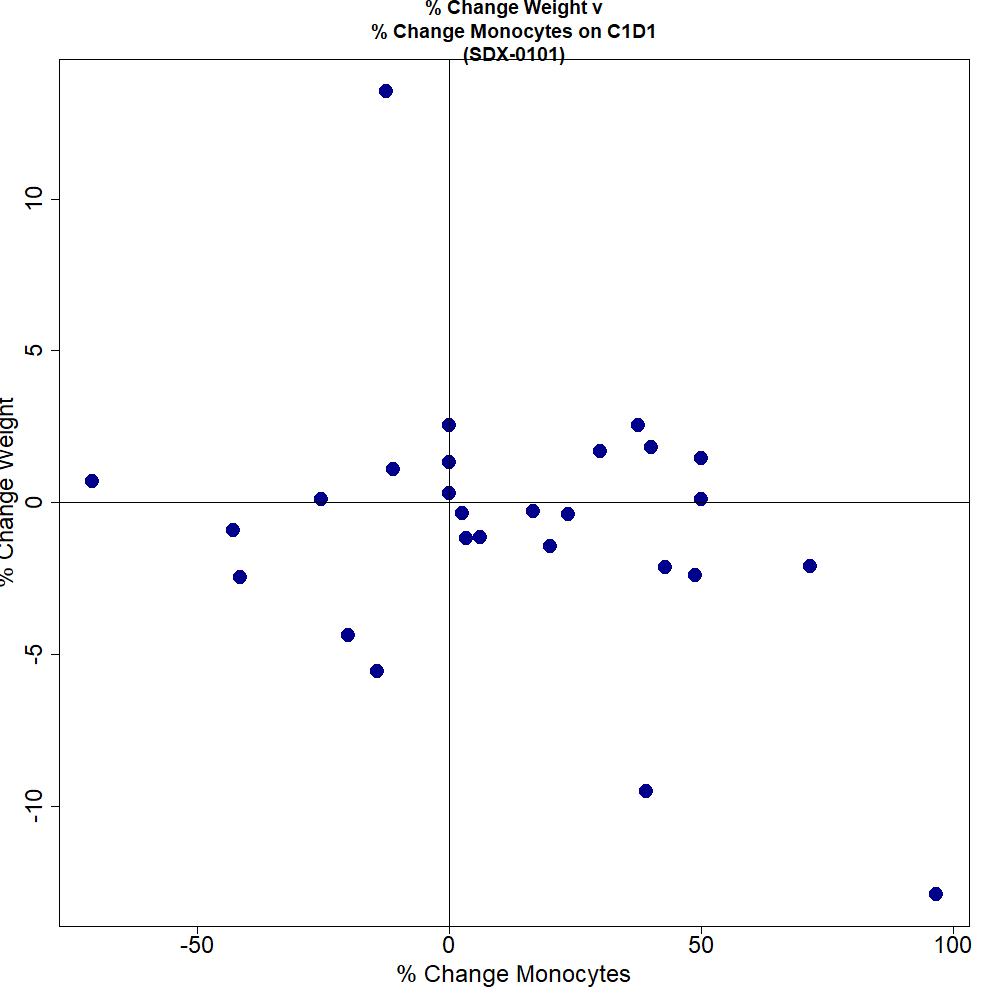 % Change Weight v
% Change Monocytes on C1D1
(SDX-0101)
10
5
0
-5
-10
% Change Weight
-50
0
50
100
% Change Monocytes